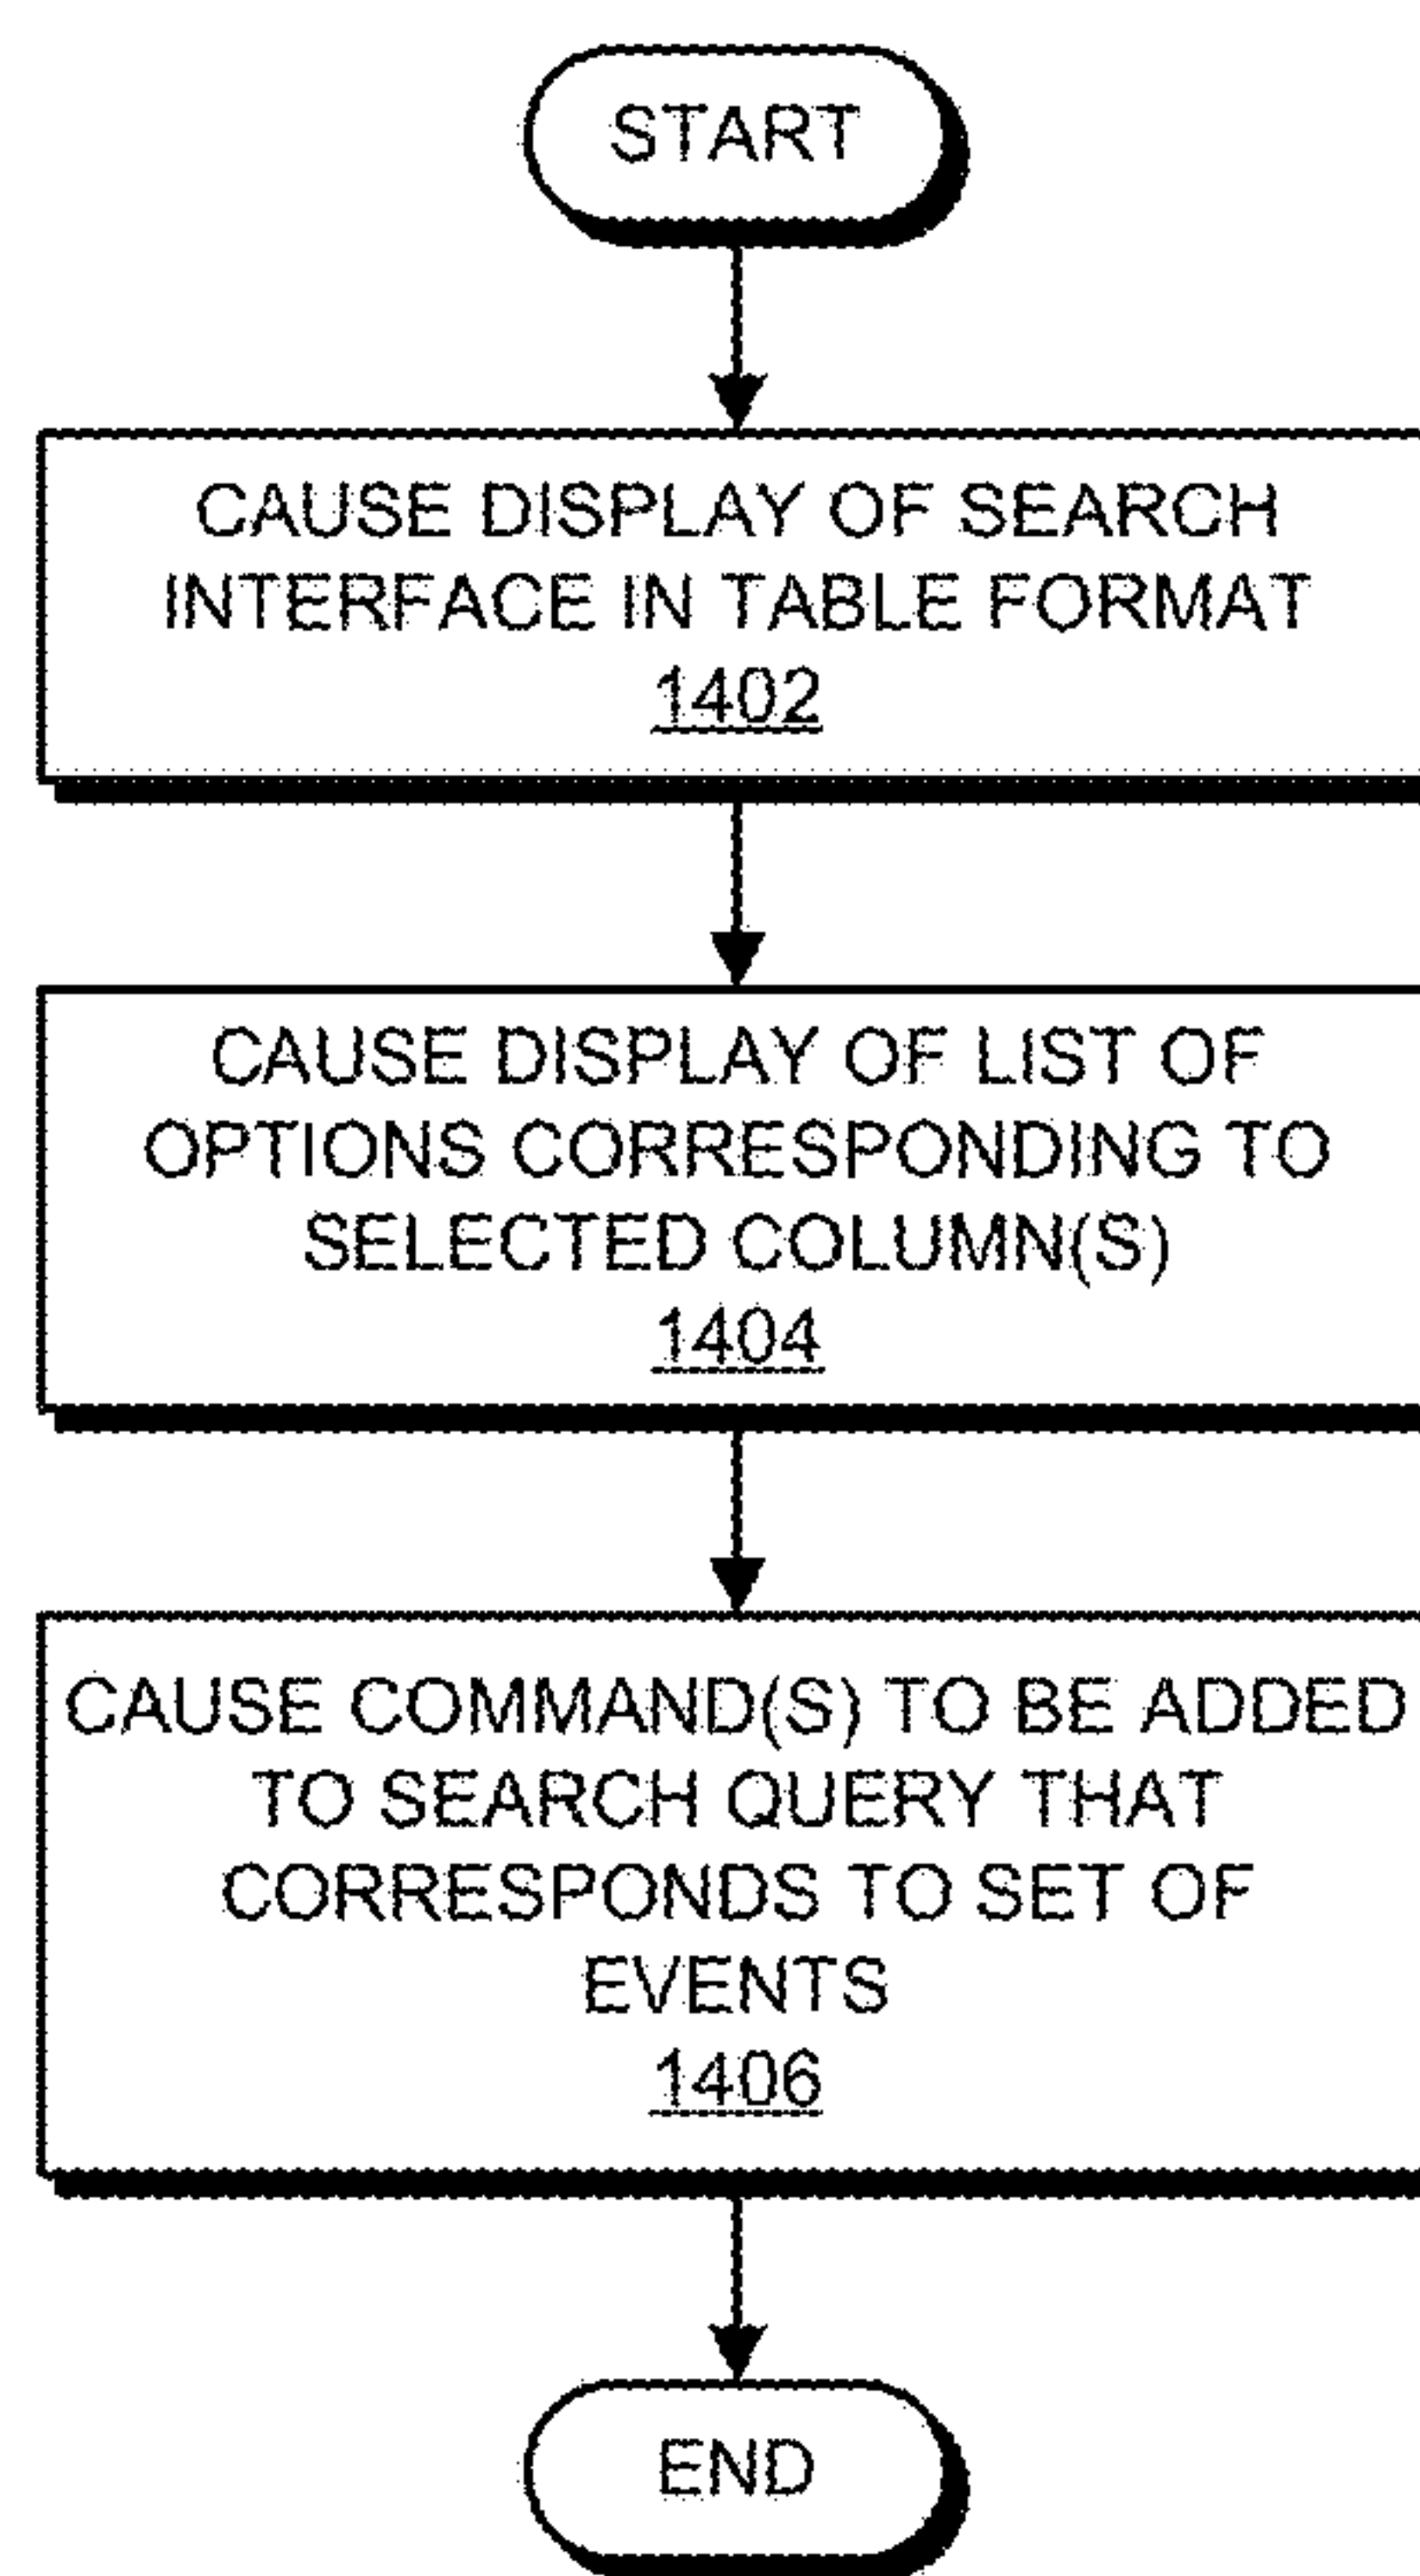 START
CAUSE DISPLAY OF SEARCH
INTERFACE IN TABLE FORMAT
1402
CAUSE DISPLAY OF LIST OF
OPTIONS CORRESPONDING TO
SELECTED COLUMN(S)
1404
CAUSE COMMAND(S) TO BE ADDED
TO SEARCH QUERY THAT
CORRESPONDS TO SET OF
EVENTS
1406
END